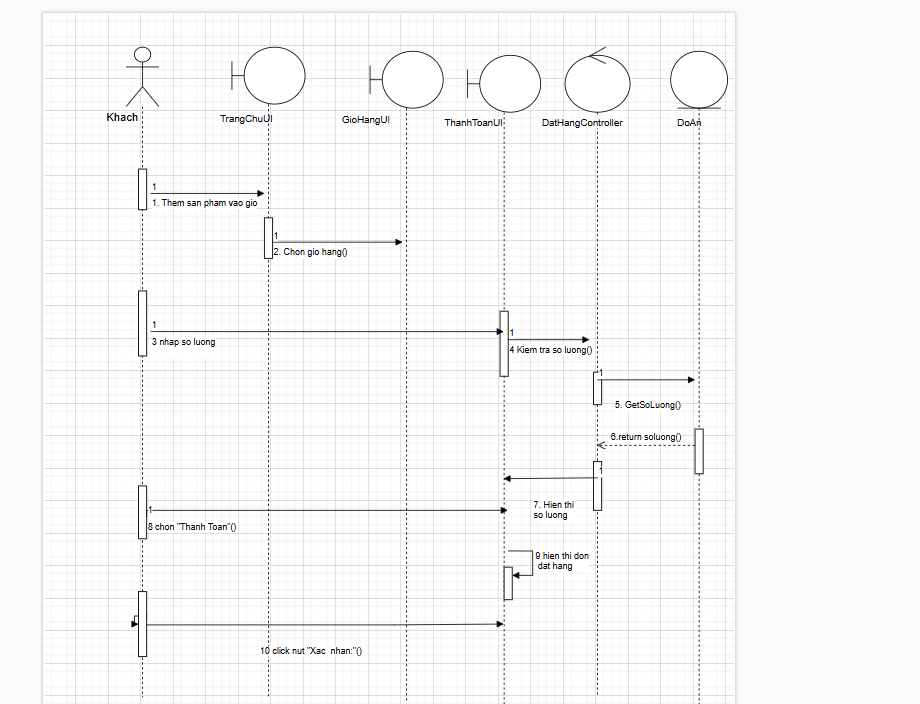 Khach
TrangChuUI
GioHangUI
ThanhToanUI
DatHangController
DoAn
1
1. Them san pham vao gio
1
2. Chon gio hang()
1
3 nhap so luong
1
4 Kiem tra so luong()
1
5. GetSoLuong()
6.return soluong()
1
7. Hien thi
so luong
1
8 chon "Thanh Toan"()
9 hien thi don
dat hang
10 click nut "Xac nhan:"()